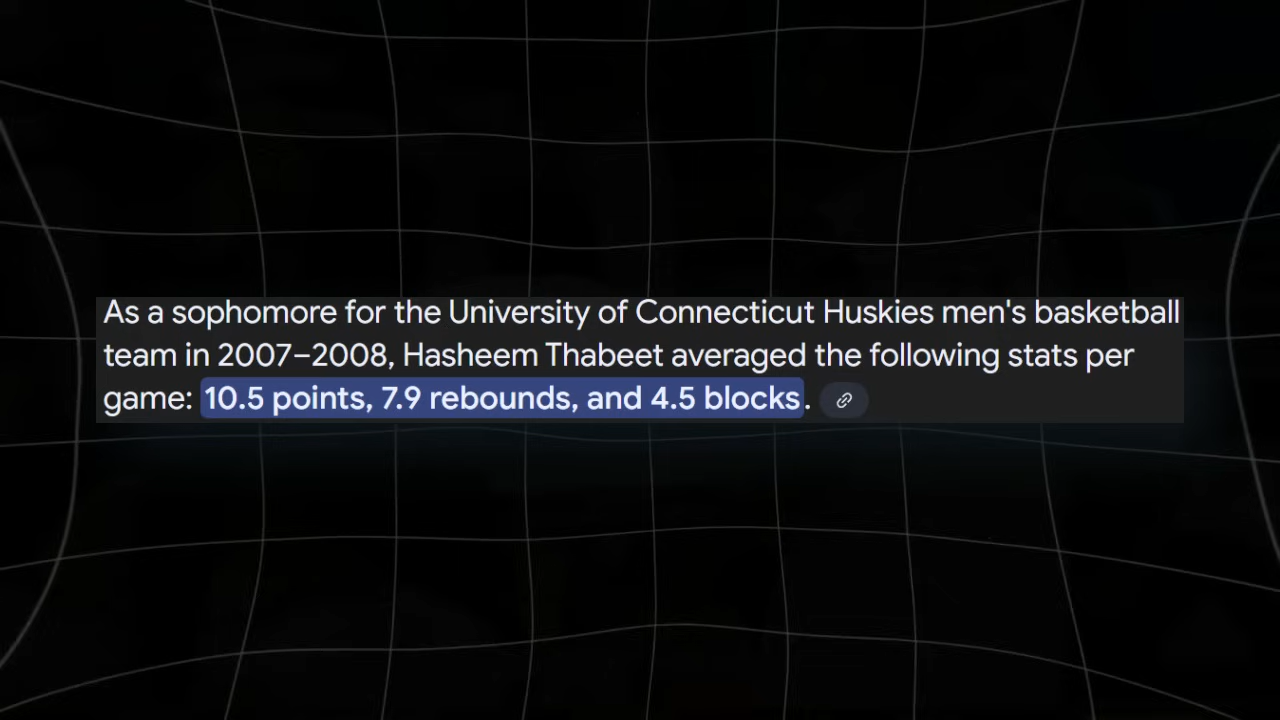 As a sophomore for the University of Connecticut Huskies men's basketball
team in 2007–2008, Hasheem Thabeet averaged the following stats per
game: 10.5 points, 7.9 rebounds, and 4.5 blocks.